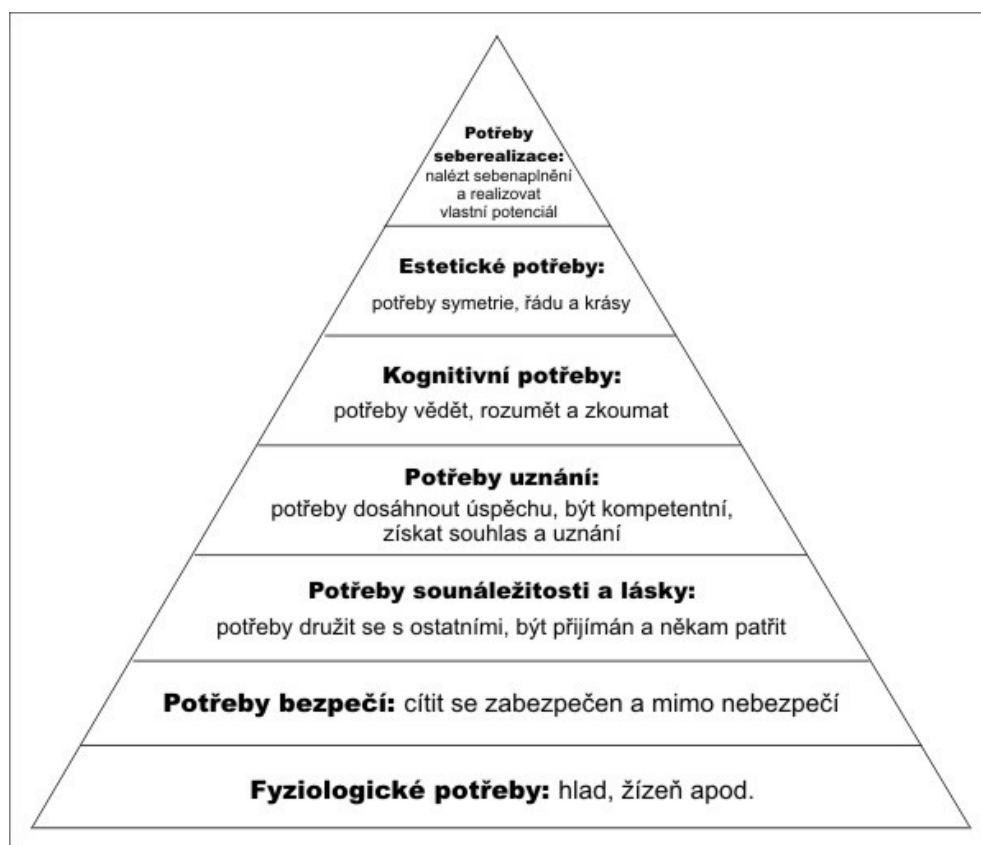 Potřeby
seberealizace:
nalézt sebenaplnění
a realizovat
vlastní potenciál
Estetické potřeby:
potřeby symetrie, řádu a krásy
Kognitivní potřeby:
potřeby vědět, rozumět a zkoumat
Potřeby uznání:
potřeby dosáhnout úspěchu, být kompetentní,
získat souhlas a uznání
Potřeby sounáležitosti a lásky:
potřeby družit se s ostatními, být přijímán a někam patřit
Potřeby bezpečí: cítit se zabezpečen a mimo nebezpečí
Fyziologické potřeby: hlad, žízeň apod.